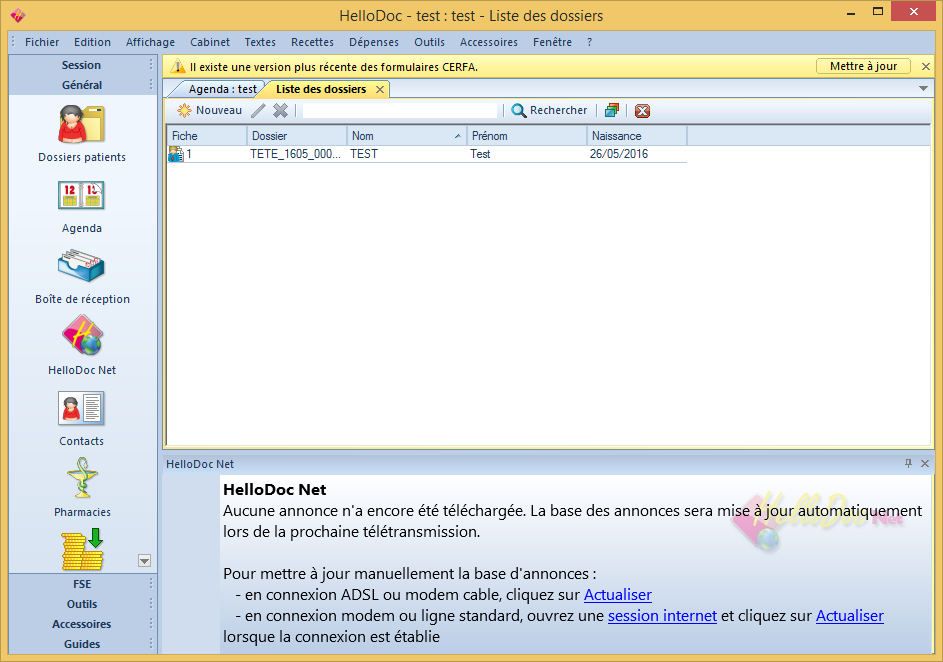 HelloDoc - test : test - Liste des dossiers
Fichier Edition Affichage Cabinet Textes Recettes Dépenses Outils Accessoires Fenêtre ?
Session
Général
Dossiers patients
12
Agenda
Boîte de réception
HelloDoc Net
Contacts
Pharmacies
FSE
Outils
Accessoires
Guides
Il existe une version plus récente des formulaires CERFA. Mettre à jour
Agenda : test Liste des dossiers
Nouveau Rechercher
Fiche Dossier Nom Prénom Naissance
1 TETE_1605_000... TEST Test 26/05/2016
HelloDoc Net
HelloDoc Net
HelloDoc Net
Aucune annonce n'a encore été téléchargée. La base des annonces sera mise à jour automatiquement
lors de la prochaine télétransmission.
Pour mettre à jour manuellement la base d'annonces :
- en connexion ADSL ou modem cable, cliquez sur Actualiser
- en connexion modem ou ligne standard, ouvrez une session internet et cliquez sur Actualiser
lorsque la connexion est établie